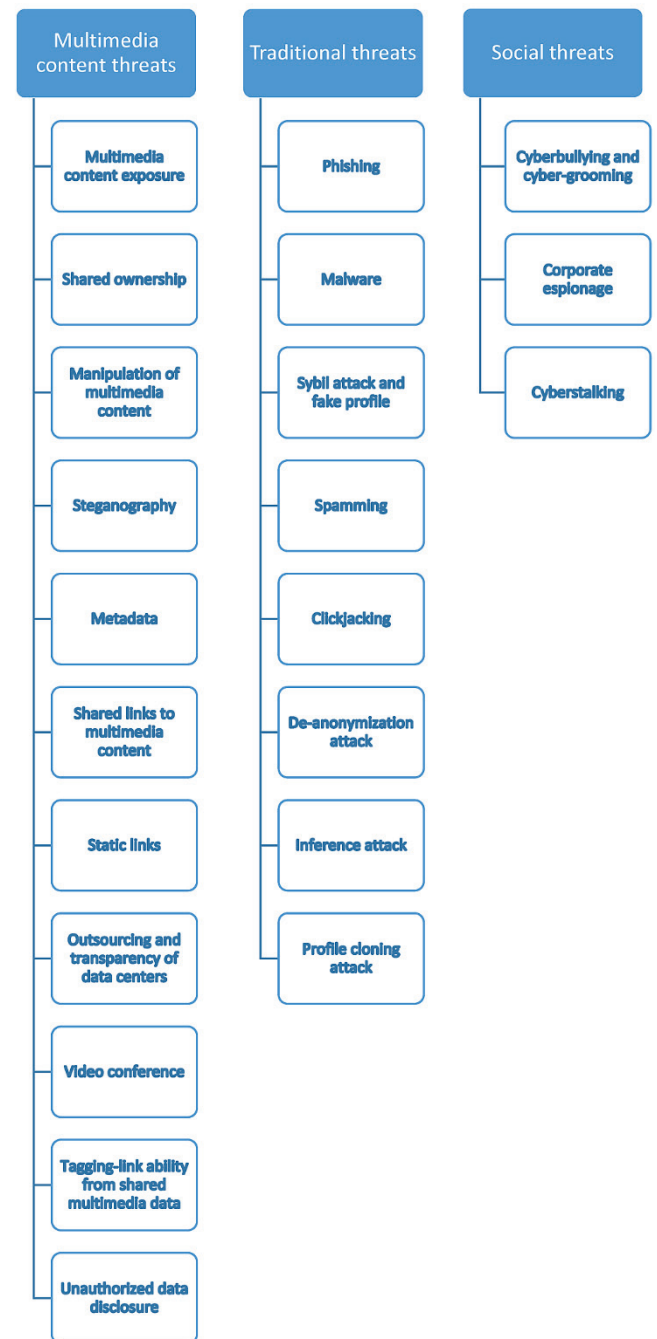 Multimedia
content threats
Multimedia
content exposure
Shared ownership
Manipulation of
multimedia
content
Steganography
Metadata
Shared links to
multimedia
content
Static links
Outsourcing and
transparency of
data centers
Video conference
Tagging-link ability
from shared
multimedia data
Unauthorized data
disclosure
Traditional threats
Phishing
Malware
Sybil attack and
fake profile
Spamming
Clickjacking
De-anonymization
attack
Inference attack
Profile cloning
attack
Social threats
Cyberbullying and
cyber-grooming
Corporate
espionage
Cyberstalking